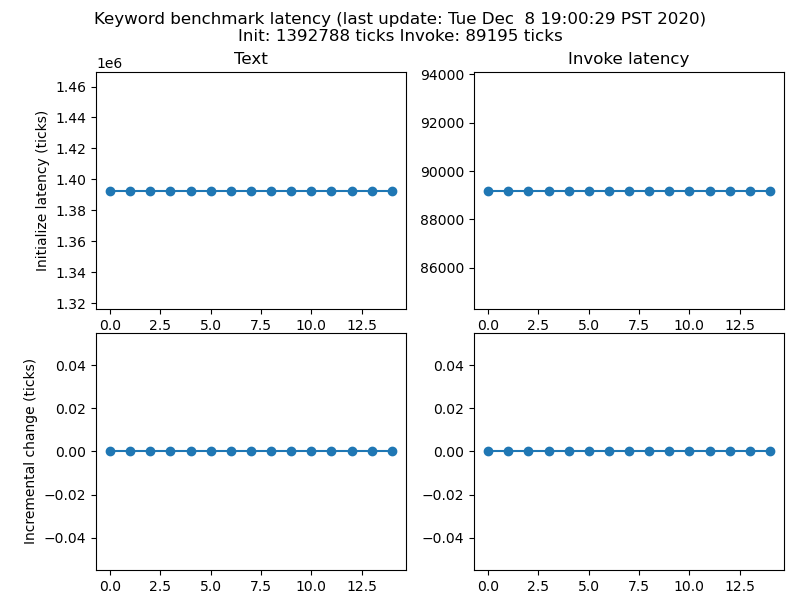 Keyword benchmark latency (last update: Tue Dec  8 19:00:29 PST 2020)
Init: 1392788 ticks Invoke: 89195 ticks
Text
1e6
Initialize latency (ticks)
1.46
1.44
1.42
1.40
1.38
1.36
1.34
1.32
0.0 2.5 5.0 7.5 10.0 12.5
Invoke latency
94000
92000
90000
88000
86000
0.0 2.5 5.0 7.5 10.0 12.5
Incremental change (ticks)
0.04
0.02
0.00
−0.02
−0.04
0.0 2.5 5.0 7.5 10.0 12.5
0.04
0.02
0.00
−0.02
−0.04
0.0 2.5 5.0 7.5 10.0 12.5